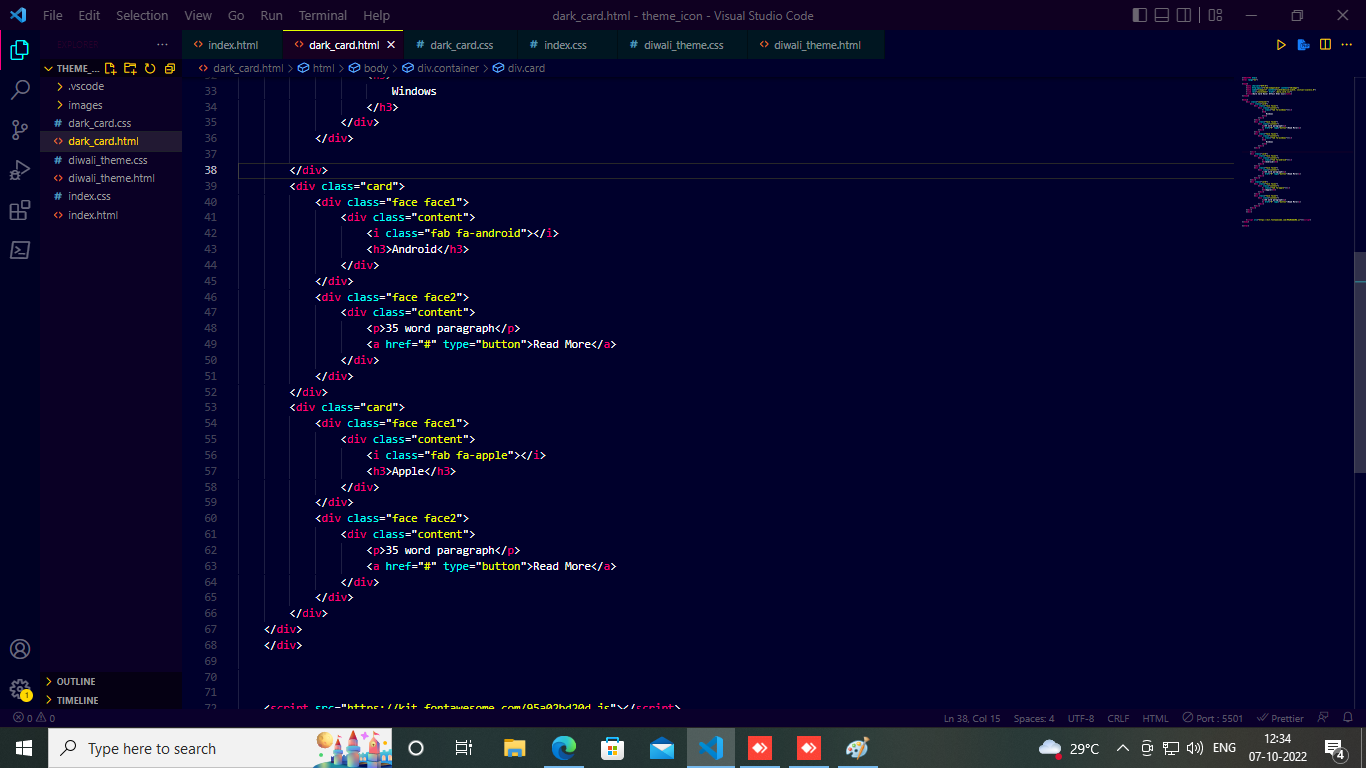 File Edit Selection View Go Run Terminal Help dark_card.html - theme_icon - Visual Studio Code
EXPLORER ···
index.html dark_card.html dark_card.css index.css diwali_theme.css diwali_theme.html
THEME_...
.vscode
images
dark_card.css
dark_card.html
diwali_theme.css
diwali_theme.html
index.css
index.html
OUTLINE
TIMELINE
dark_card.html > html > body > div.container > div.card
33 Windows
34 </h3>
35 </div>
36 </div>
37
38 </div>
39 <div class="card">
40 <div class="face face1">
41 <div class="content">
42 <i class="fab fa-android"></i>
43 <h3>Android</h3>
44 </div>
45 </div>
46 <div class="face face2">
47 <div class="content">
48 <p>35 word paragraph</p>
49 <a href="#" type="button">Read More</a>
50 </div>
51 </div>
52 </div>
53 <div class="card">
54 <div class="face face1">
55 <div class="content">
56 <i class="fab fa-apple"></i>
57 <h3>Apple</h3>
58 </div>
59 </div>
60 <div class="face face2">
61 <div class="content">
62 <p>35 word paragraph</p>
63 <a href="#" type="button">Read More</a>
64 </div>
65 </div>
66 </div>
67 </div>
68 </div>
69
70
71
72 <script src="https://kit.fontawesome.com/95a02bd20d.js"></script>
0 0 Ln 38, Col 15 Spaces: 4 UTF-8 CRLF HTML Port : 5501 Prettier
1
Type here to search 29°C ENG 12:34
07-10-2022
4